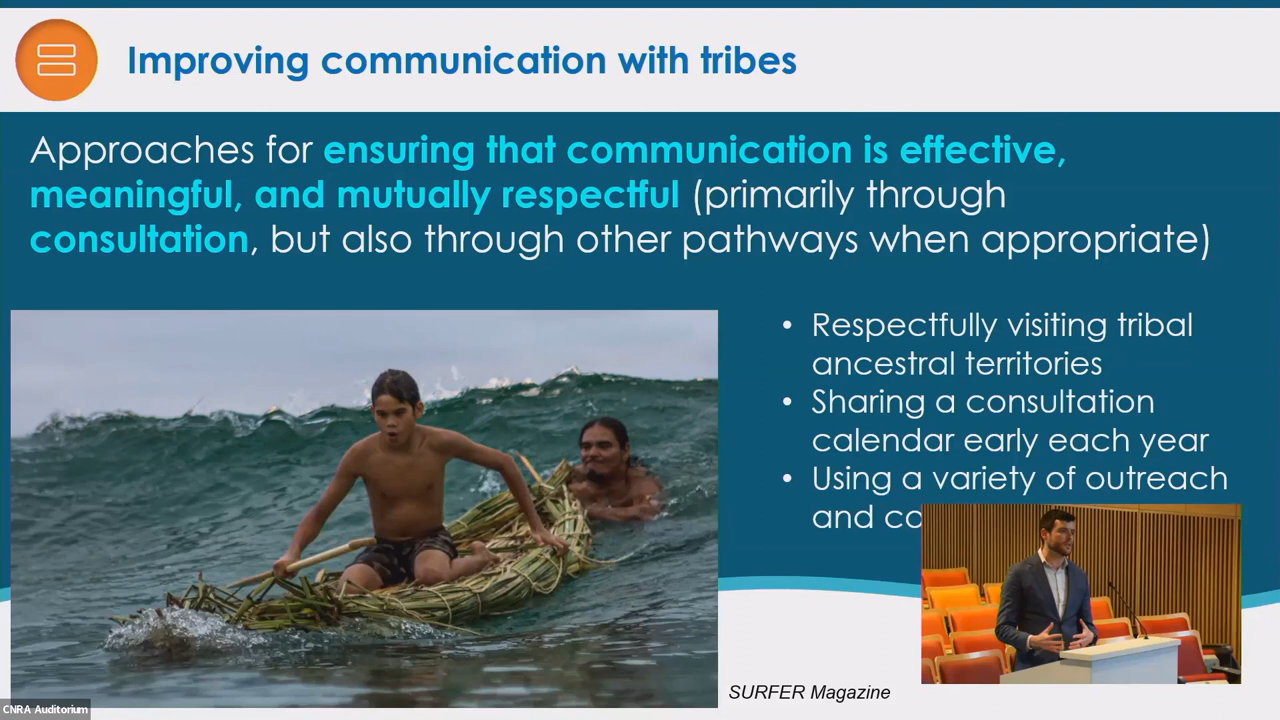 Improving communication with tribes
Approaches for ensuring that communication is effective,
meaningful, and mutually respectful (primarily through
consultation, but also through other pathways when appropriate)
• Respectfully visiting tribal
ancestral territories
• Sharing a consultation
calendar early each year
• Using a variety of outreach
and
SURFER Magazine
CNRA Auditorium